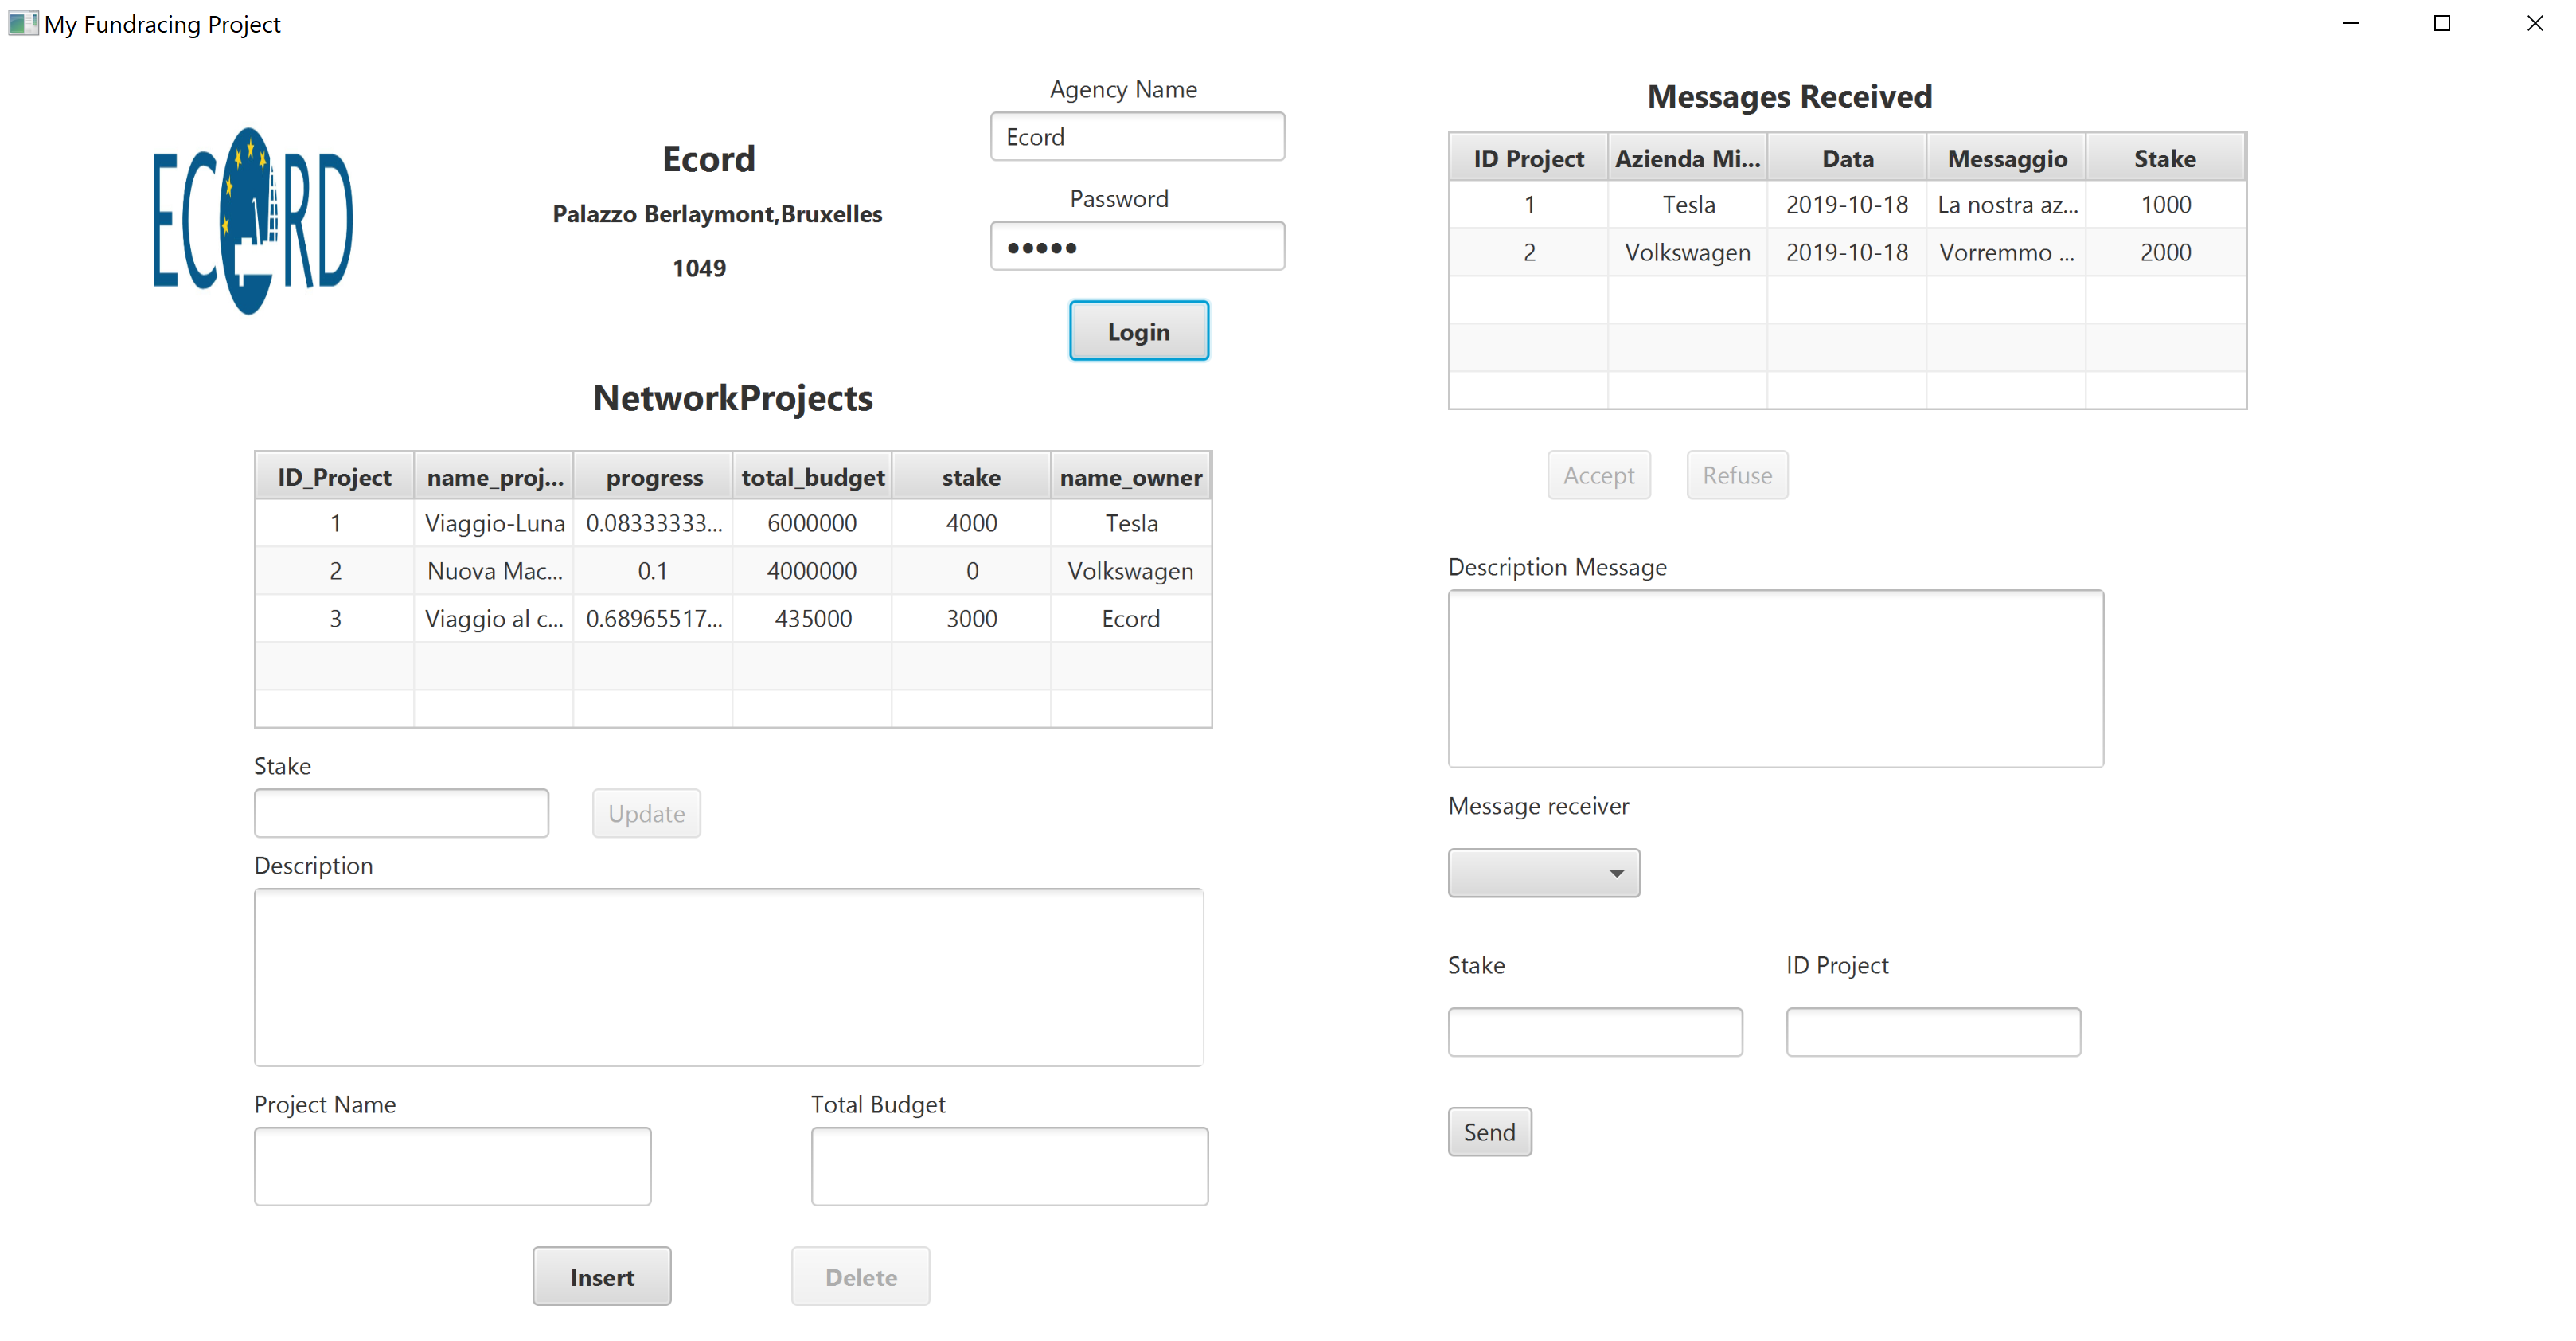 My Fundracing Project
ECORD
Ecord
Palazzo Berlaymont,Bruxelles
1049
Agency Name
Ecord
Password
•••••
Login
NetworkProjects
ID_Project name_proj... progress total_budget stake name_owner
1 Viaggio-Luna 0.08333333... 6000000 4000 Tesla
2 Nuova Mac... 0.1 4000000 0 Volkswagen
3 Viaggio al c... 0.68965517... 435000 3000 Ecord
Stake
Update
Description
Project Name Total Budget
Insert Delete
Messages Received
ID Project Azienda Mi... Data Messaggio Stake
1 Tesla 2019-10-18 La nostra az... 1000
2 Volkswagen 2019-10-18 Vorremmo ... 2000
Accept Refuse
Description Message
Message receiver
Stake ID Project
Send